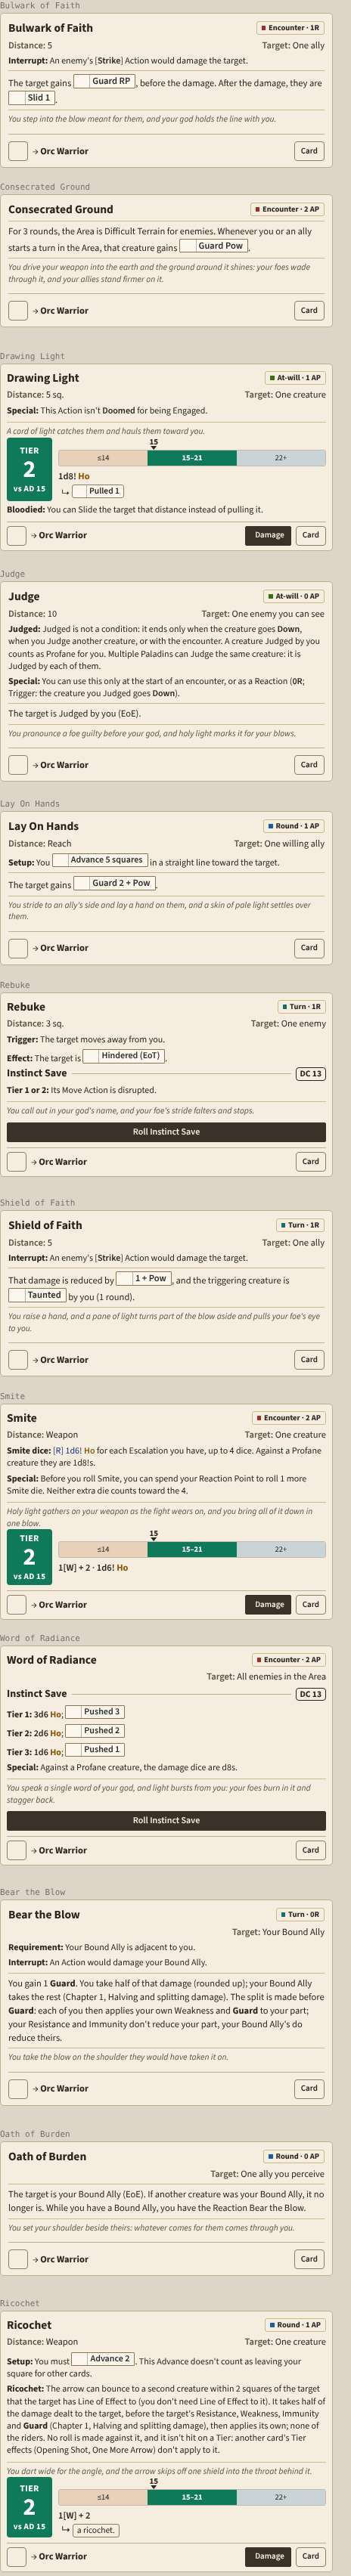 Bulwark of Faith
Bulwark of Faith
Encounter · 1R
Distance: 5
Target: One ally
Interrupt: An enemy's [Strike] Action would damage the target.
The target gains Guard RP, before the damage. After the damage, they are
Slid 1.
You step into the blow meant for them, and your god holds the line with you.
→ Orc Warrior
Card
Consecrated Ground
Consecrated Ground
Encounter · 2 AP
For 3 rounds, the Area is Difficult Terrain for enemies. Whenever you or an ally
starts a turn in the Area, that creature gains Guard Pow.
You drive your weapon into the earth and the ground around it shines: your foes wade
through it, and your allies stand firmer on it.
→ Orc Warrior
Card
Drawing Light
Drawing Light
At-will · 1 AP
Distance: 5 sq.
Target: One creature
Special: This Action isn't Doomed for being Engaged.
A cord of light catches them and hauls them toward you.
TIER
2
vs AD 15
15
≤14
15–21
22+
1d8! Ho
↳ Pulled 1
Bloodied: You can Slide the target that distance instead of pulling it.
→ Orc Warrior
Damage
Card
Judge
Judge
At-will · 0 AP
Distance: 10
Target: One enemy you can see
Judged: Judged is not a condition: it ends only when the creature goes Down,
when you Judge another creature, or with the encounter. A creature Judged by you
counts as Profane for you. Multiple Paladins can Judge the same creature: it is
Judged by each of them.
Special: You can use this only at the start of an encounter, or as a Reaction (0R;
Trigger: the creature you Judged goes Down).
The target is Judged by you (EoE).
You pronounce a foe guilty before your god, and holy light marks it for your blows.
→ Orc Warrior
Card
Lay On Hands
Lay On Hands
Round · 1 AP
Distance: Reach
Target: One willing ally
Setup: You Advance 5 squares in a straight line toward the target.
The target gains Guard 2 + Pow.
You stride to an ally's side and lay a hand on them, and a skin of pale light settles over
them.
→ Orc Warrior
Card
Rebuke
Rebuke
Turn · 1R
Distance: 3 sq.
Target: One enemy
Trigger: The target moves away from you.
Effect: The target is Hindered (EoT).
Instinct Save
DC 13
Tier 1 or 2: Its Move Action is disrupted.
You call out in your god's name, and your foe's stride falters and stops.
Roll Instinct Save
→ Orc Warrior
Card
Shield of Faith
Shield of Faith
Turn · 1R
Distance: 5
Target: One ally
Interrupt: An enemy's [Strike] Action would damage the target.
That damage is reduced by 1 + Pow, and the triggering creature is
Taunted by you (1 round).
You raise a hand, and a pane of light turns part of the blow aside and pulls your foe's eye
to you.
→ Orc Warrior
Card
Smite
Smite
Encounter · 2 AP
Distance: Weapon
Target: One creature
Smite dice: [R] 1d6! Ho for each Escalation you have, up to 4 dice. Against a Profane
creature they are 1d8!s.
Special: Before you roll Smite, you can spend your Reaction Point to roll 1 more
Smite die. Neither extra die counts toward the 4.
Holy light gathers on your weapon as the fight wears on, and you bring all of it down in
one blow.
TIER
2
vs AD 15
15
≤14
15–21
22+
1[W] + 2 · 1d6! Ho
→ Orc Warrior
Damage
Card
Word of Radiance
Word of Radiance
Encounter · 2 AP
Target: All enemies in the Area
Instinct Save
DC 13
Tier 1: 3d6 Ho; Pushed 3
Tier 2: 2d6 Ho; Pushed 2
Tier 3: 1d6 Ho; Pushed 1
Special: Against a Profane creature, the damage dice are d8s.
You speak a single word of your god, and light bursts from you: your foes burn in it and
stagger back.
Roll Instinct Save
→ Orc Warrior
Card
Bear the Blow
Bear the Blow
Turn · 0R
Target: Your Bound Ally
Requirement: Your Bound Ally is adjacent to you.
Interrupt: An Action would damage your Bound Ally.
You gain 1 Guard. You take half of that damage (rounded up); your Bound Ally
takes the rest (Chapter 1, Halving and splitting damage). The split is made before
Guard: each of you then applies your own Weakness and Guard to your part;
your Resistance and Immunity don't reduce your part, your Bound Ally's do
reduce theirs.
You take the blow on the shoulder they would have taken it on.
→ Orc Warrior
Card
Oath of Burden
Oath of Burden
Round · 0 AP
Target: One ally you perceive
The target is your Bound Ally (EoE). If another creature was your Bound Ally, it no
longer is. While you have a Bound Ally, you have the Reaction Bear the Blow.
You set your shoulder beside theirs: whatever comes for them comes through you.
→ Orc Warrior
Card
Ricochet
Ricochet
Round · 1 AP
Distance: Weapon
Target: One creature
Setup: You must Advance 2. This Advance doesn't count as leaving your
square for other cards.
Ricochet: The arrow can bounce to a second creature within 2 squares of the target
that the target has Line of Effect to (you don't need Line of Effect to it). It takes half of
the damage dealt to the target, before the target's Resistance, Weakness, Immunity
and Guard (Chapter 1, Halving and splitting damage), then applies its own; none of
the riders. No roll is made against it, and it isn't hit on a Tier; another card's Tier
effects (Opening Shot, One More Arrow) don't apply to it.
You dart wide for the angle, and the arrow skips off one shield into the throat behind it.
TIER
2
vs AD 15
15
≤14
15–21
22+
1[W] + 2
↳ a ricochet.
→ Orc Warrior
Damage
Card